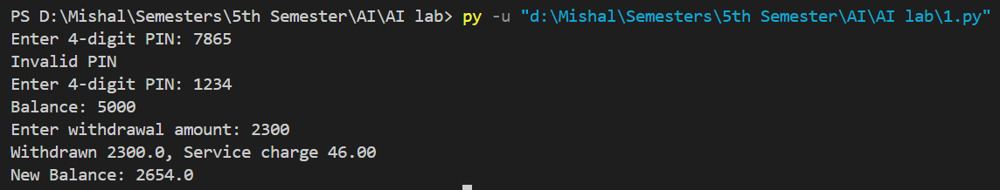 PS D:\Mishal\Semesters\5th Semester\AI\AI lab> py -u "d:\Mishal\Semesters\5th Semester\AI\AI lab\1.py"
Enter 4-digit PIN: 7865
Invalid PIN
Enter 4-digit PIN: 1234
Balance: 5000
Enter withdrawal amount: 2300
Withdrawn 2300.0, Service charge 46.00
New Balance: 2654.0